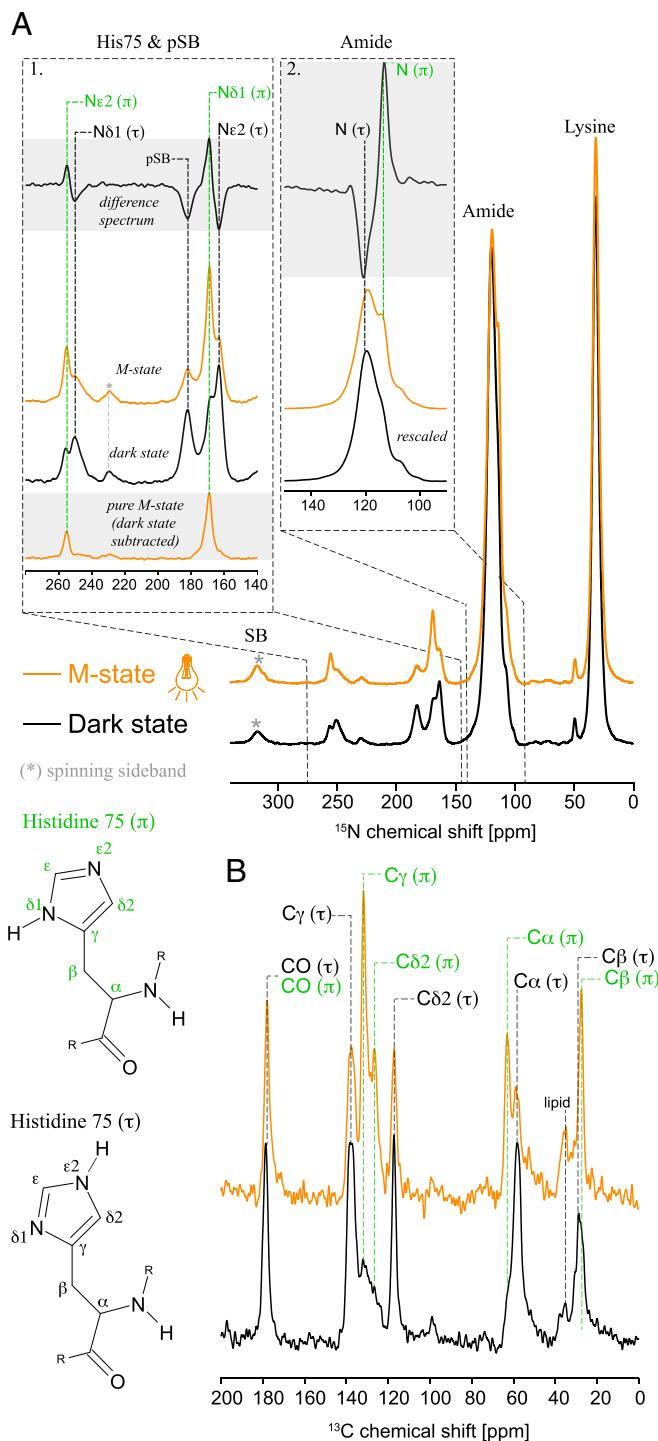 A
His75 & pSB
Amide
1.
2.
Nε2 (π)
Nδ1 (π)
N (π)
Nδ1 (τ)
Nε2 (τ)
N (τ)
pSB
Lysine
difference
spectrum
Amide
M-state
dark state
rescaled
pure M-state
(dark state
subtracted)
150
120
100
260
240
220
200
180
160
140
SB
*
*
*
M-state
Dark state
(*) spinning sideband
300
250
200
150
100
50
0
¹⁵N chemical shift [ppm]
Histidine 75 (π)
ε2
ε
N
δ1
N
δ2
H
γ
β
α
R
N
H
R
O
B
Cγ (π)
Cγ (τ)
Cδ2 (π)
Cα (π)
Cβ (τ)
CO (τ)
CO (π)
Cα (τ)
Cβ (π)
Cδ2 (τ)
lipid
Histidine 75 (τ)
H
ε2
ε
N
δ1
N
δ2
γ
β
α
R
N
H
R
O
200
180
160
140
120
100
80
60
40
20
0
¹³C chemical shift [ppm]